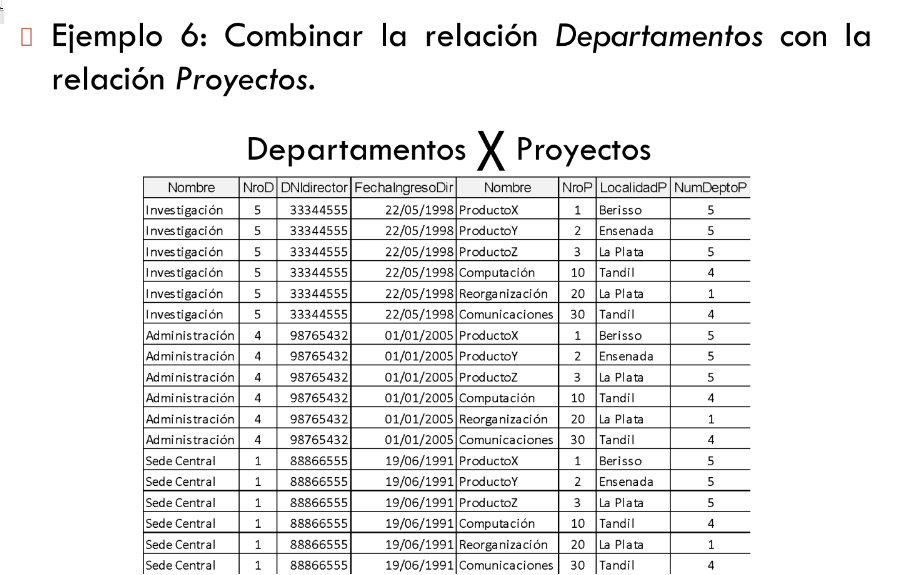 Ejemplo 6: Combinar la relación Departamentos con la
relación Proyectos.
Departamentos X Proyectos
Nombre NroD DNIdirector FechaIngresoDir Nombre NroP LocalidadP NumDeptoP
Investigación 5 33344555 22/05/1998 ProductoX 1 Berisso 5
Investigación 5 33344555 22/05/1998 ProductoY 2 Ensenada 5
Investigación 5 33344555 22/05/1998 ProductoZ 3 La Plata 5
Investigación 5 33344555 22/05/1998 Computación 10 Tandil 4
Investigación 5 33344555 22/05/1998 Reorganización 20 La Plata 1
Investigación 5 33344555 22/05/1998 Comunicaciones 30 Tandil 4
Administración 4 98765432 01/01/2005 ProductoX 1 Berisso 5
Administración 4 98765432 01/01/2005 ProductoY 2 Ensenada 5
Administración 4 98765432 01/01/2005 ProductoZ 3 La Plata 5
Administración 4 98765432 01/01/2005 Computación 10 Tandil 4
Administración 4 98765432 01/01/2005 Reorganización 20 La Plata 1
Administración 4 98765432 01/01/2005 Comunicaciones 30 Tandil 4
Sede Central 1 88866555 19/06/1991 ProductoX 1 Berisso 5
Sede Central 1 88866555 19/06/1991 ProductoY 2 Ensenada 5
Sede Central 1 88866555 19/06/1991 ProductoZ 3 La Plata 5
Sede Central 1 88866555 19/06/1991 Computación 10 Tandil 4
Sede Central 1 88866555 19/06/1991 Reorganización 20 La Plata 1
Sede Central 1 88866555 19/06/1991 Comunicaciones 30 Tandil 4